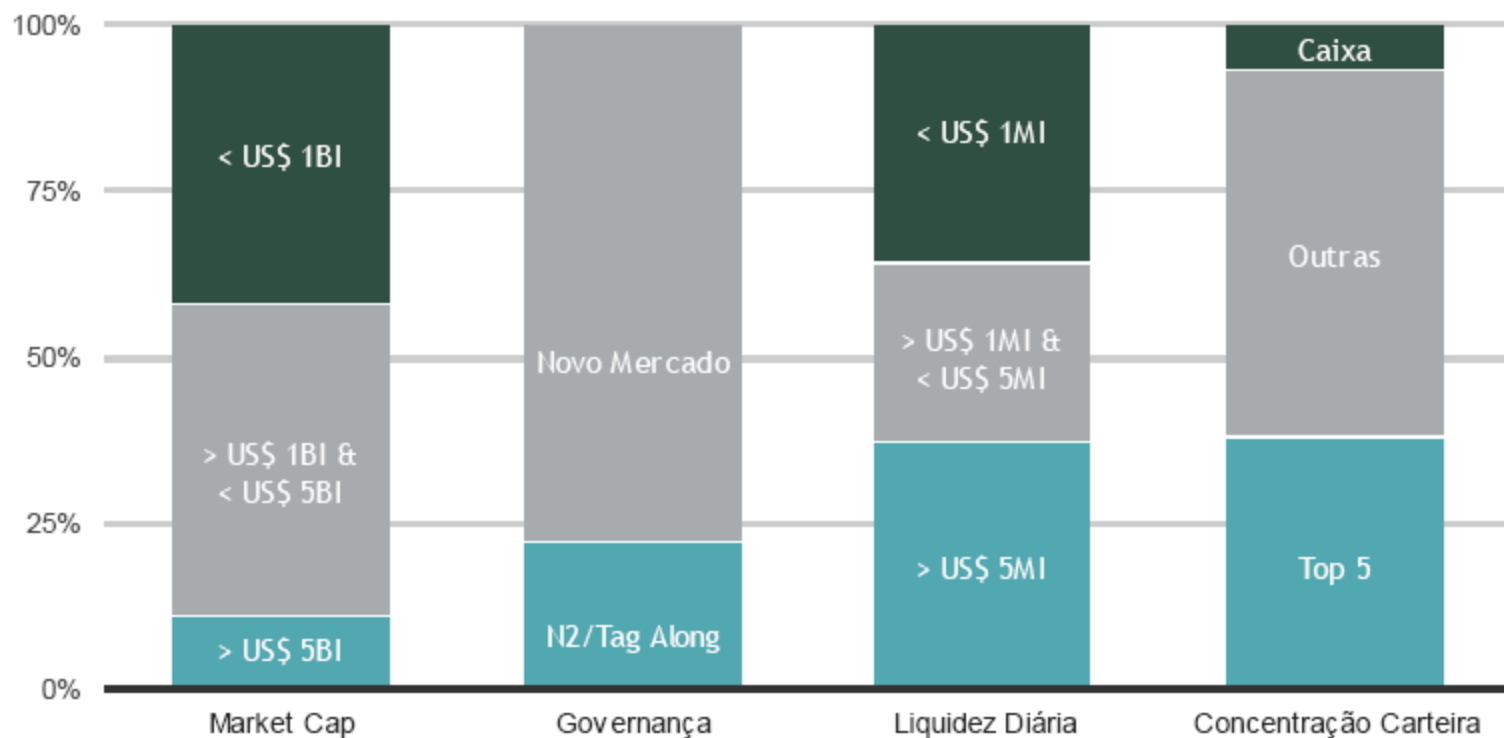 100%
75%
50%
25%
0%
< US$ 1BI
> US$ 1BI &
< US$ 5BI
> US$ 5BI
Market Cap
Novo Mercado
N2/Tag Along
Governança
< US$ 1MI
> US$ 1MI &
< US$ 5MI
> US$ 5MI
Liquidez Diária
Caixa
Outras
Top 5
Concentração Carteira